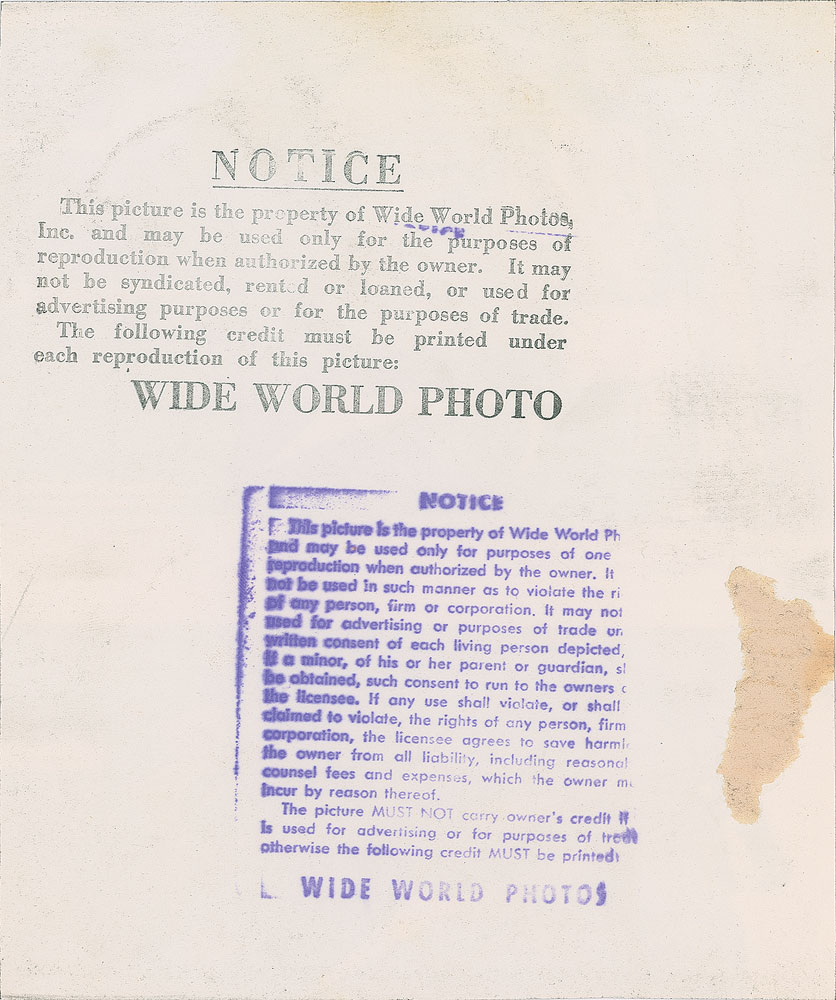 NOTICE
This picture is the property of Wide World Photos,
Inc. and may be used only for the purposes of
reproduction when authorized by the owner. It may
not be syndicated, rented or loaned, or used for
advertising purposes or for the purposes of trade.
The following credit must be printed under
each reproduction of this picture:
WIDE WORLD PHOTO
NOTICE
This picture is the property of Wide World Ph
and may be used only for purposes of one
reproduction when authorized by the owner. It
not be used in such manner as to violate the ri
of any person, firm or corporation. It may not
used for advertising or purposes of trade un
written consent of each living person depicted,
if a minor, of his or her parent or guardian, sl
be obtained, such consent to run to the owners
the licensee. If any use shall violate, or shall
claimed to violate, the rights of any person, firm
corporation, the licensee agrees to save harml
the owner from all liability, including reasonal
counsel fees and expenses, which the owner m
incur by reason thereof.
The picture MUST NOT carry owner's credit if
is used for advertising or for purposes of
otherwise the following credit MUST be printed
WIDE WORLD PHOTOS